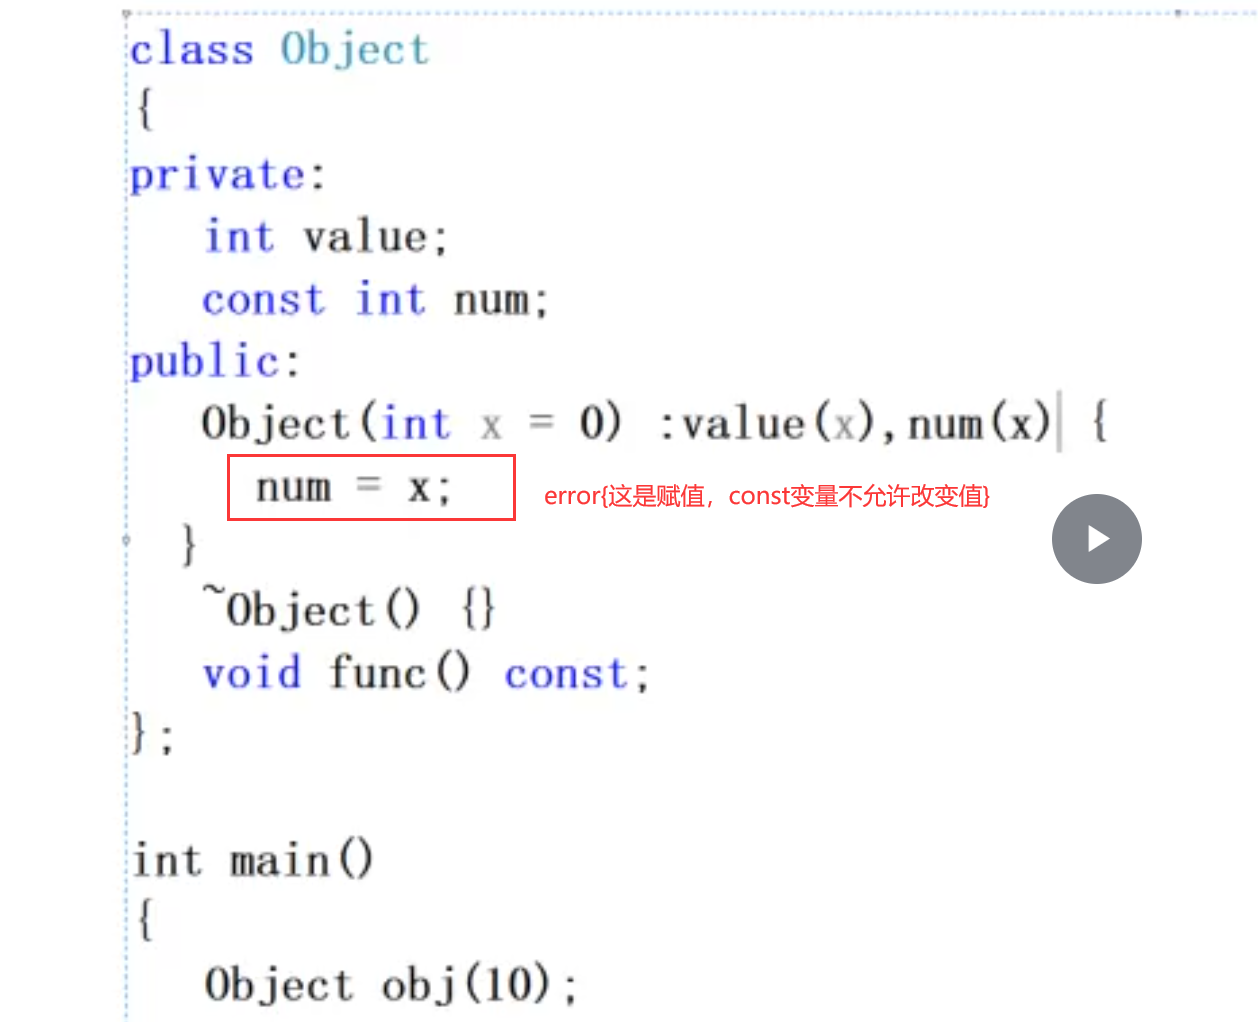 class Object
{
private:
int value;
const int num;
public:
Object(int x = 0) :value(x),num(x) {
num = x; error{这是赋值，const变量不允许改变值}
}
~Object() {}
void func() const;
};
int main()
{
Object obj(10);